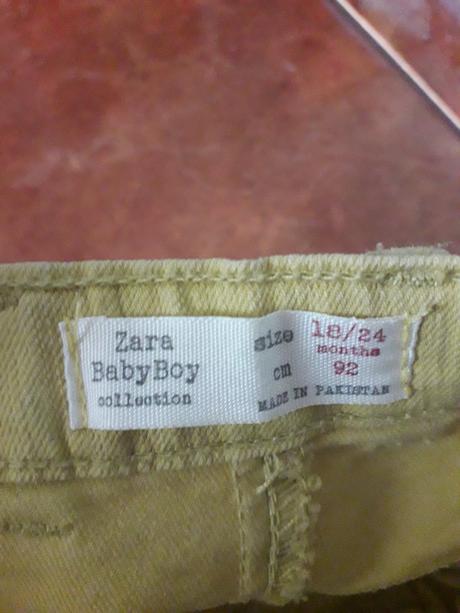 Zara
BabyBoy
collection
size 18/24
months
cm 92
MADE IN PAKISTAN